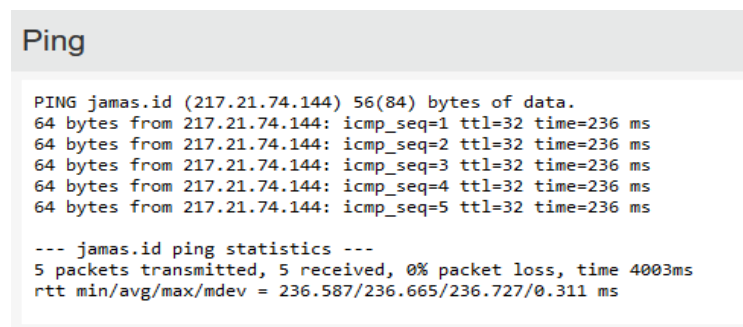 Ping
PING jamas.id (217.21.74.144) 56(84) bytes of data.
64 bytes from 217.21.74.144: icmp_seq=1 ttl=32 time=236 ms
64 bytes from 217.21.74.144: icmp_seq=2 ttl=32 time=236 ms
64 bytes from 217.21.74.144: icmp_seq=3 ttl=32 time=236 ms
64 bytes from 217.21.74.144: icmp_seq=4 ttl=32 time=236 ms
64 bytes from 217.21.74.144: icmp_seq=5 ttl=32 time=236 ms
--- jamas.id ping statistics ---
5 packets transmitted, 5 received, 0% packet loss, time 4003ms
rtt min/avg/max/mdev = 236.587/236.665/236.727/0.311 ms